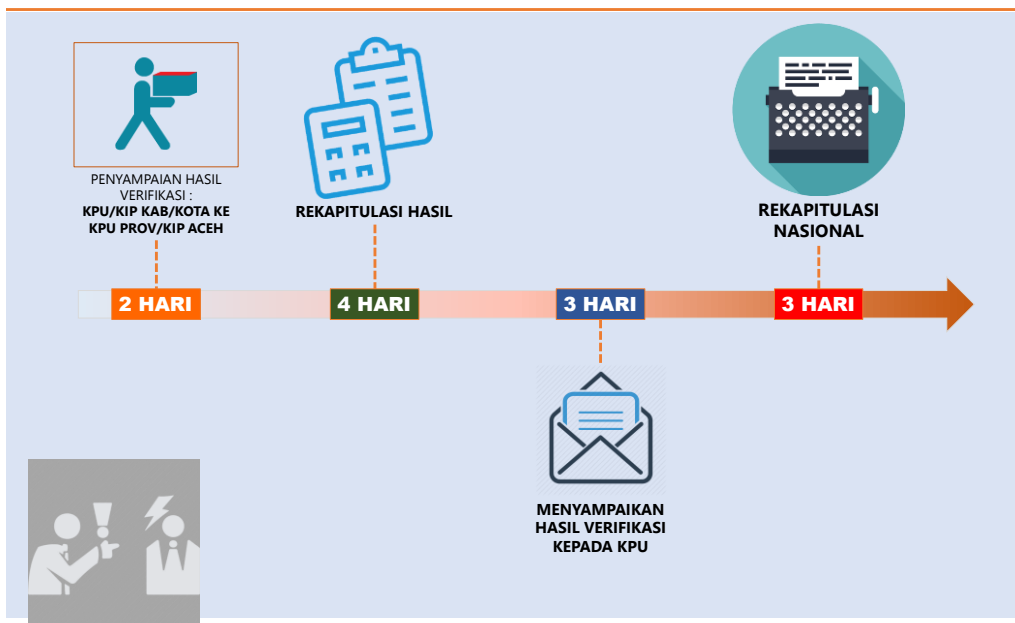 PENYAMPAIAN HASIL
VERIFIKASI :
KPU/KIP KAB/KOTA KE
KPU PROV/KIP ACEH
REKAPITULASI HASIL
REKAPITULASI
NASIONAL
2 HARI
4 HARI
3 HARI
3 HARI
MENYAMPAIKAN
HASIL VERIFIKASI
KEPADA KPU